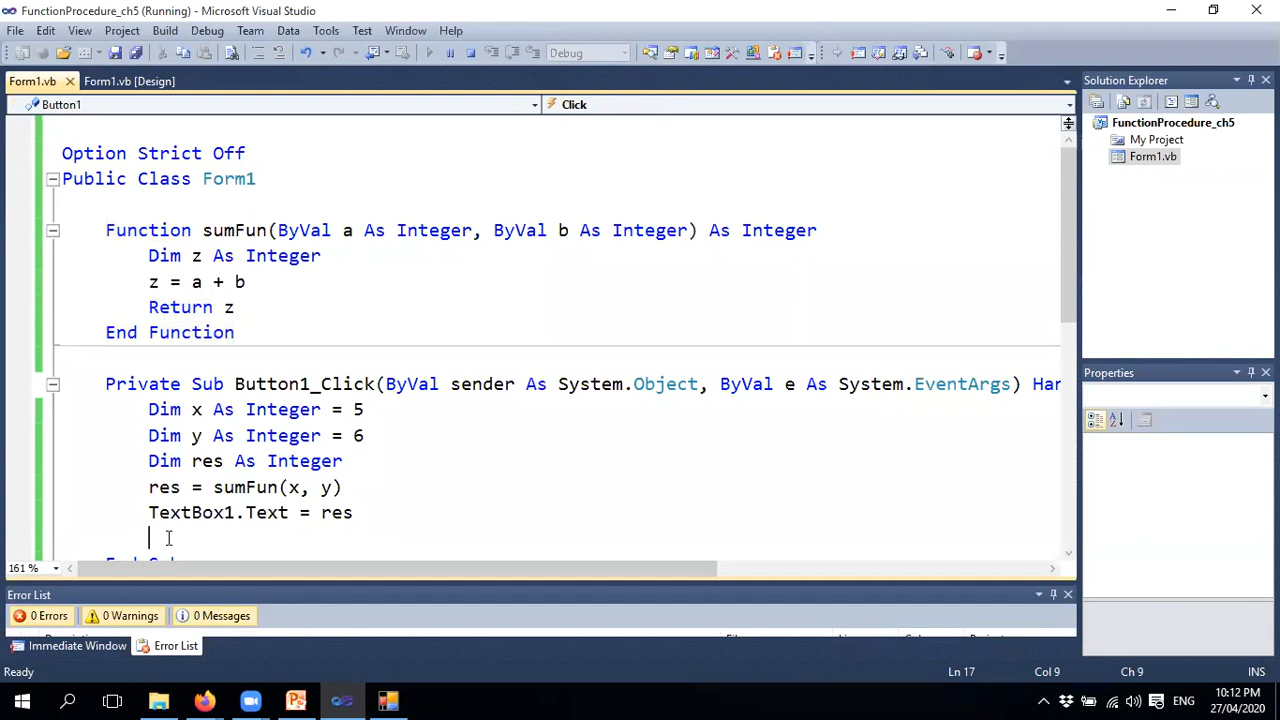 FunctionProcedure_ch5 (Running) - Microsoft Visual Studio
File Edit View Project Build Debug Team Data Tools Test Window Help
Debug
Form1.vb Form1.vb [Design]
Solution Explorer
Button1 Click
FunctionProcedure_ch5
My Project
Form1.vb
Option Strict Off
Public Class Form1
Function sumFun(ByVal a As Integer, ByVal b As Integer) As Integer
Dim z As Integer
z = a + b
Return z
End Function
Properties
Private Sub Button1_Click(ByVal sender As System.Object, ByVal e As System.EventArgs) Han
Dim x As Integer = 5
Dim y As Integer = 6
Dim res As Integer
res = sumFun(x, y)
TextBox1.Text = res
End Sub
161 %
Error List
0 Errors 0 Warnings 0 Messages
Immediate Window Error List
Ready Ln 17 Col 9 Ch 9 INS
ENG
10:12 PM
27/04/2020